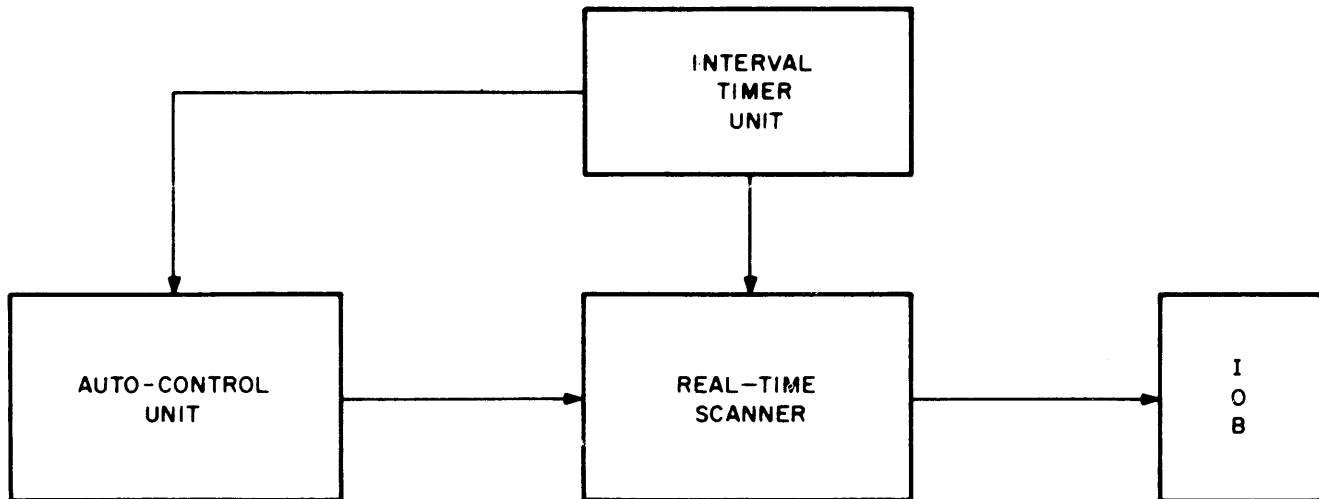 INTERVAL
TIMER
UNIT
AUTO-CONTROL
UNIT
REAL-TIME
SCANNER
I
O
B